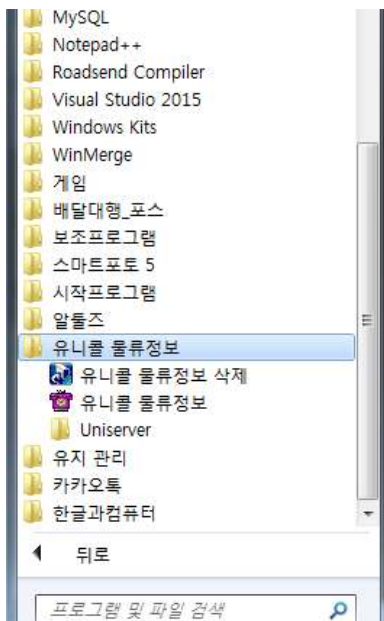 MySQL
Notepad++
Roadsend Compiler
Visual Studio 2015
Windows Kits
WinMerge
게임
배달대행_포스
보조프로그램
스마트포토 5
시작프로그램
알툴즈
유니콜 물류정보
유니콜 물류정보 삭제
유니콜 물류정보
Uniserver
유지 관리
카카오톡
한글과컴퓨터
뒤로
프로그램 및 파일 검색